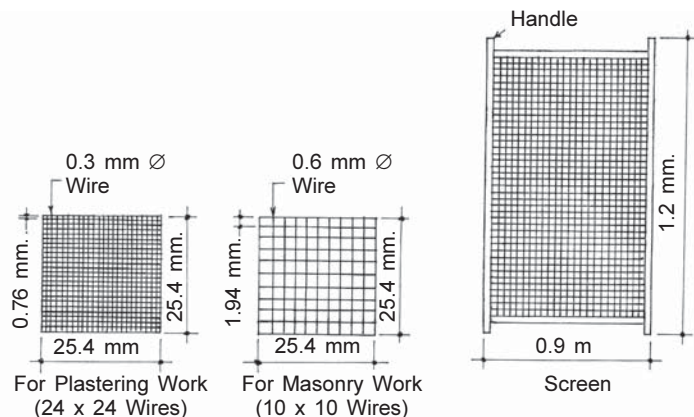 Handle
0.3 mm ∅
Wire
0.6 mm ∅
Wire
0.76 mm.
25.4 mm.
25.4 mm
1.94 mm.
25.4 mm.
25.4 mm
1.2 mm.
0.9 m
For Plastering Work
(24 x 24 Wires)
For Masonry Work
(10 x 10 Wires)
Screen